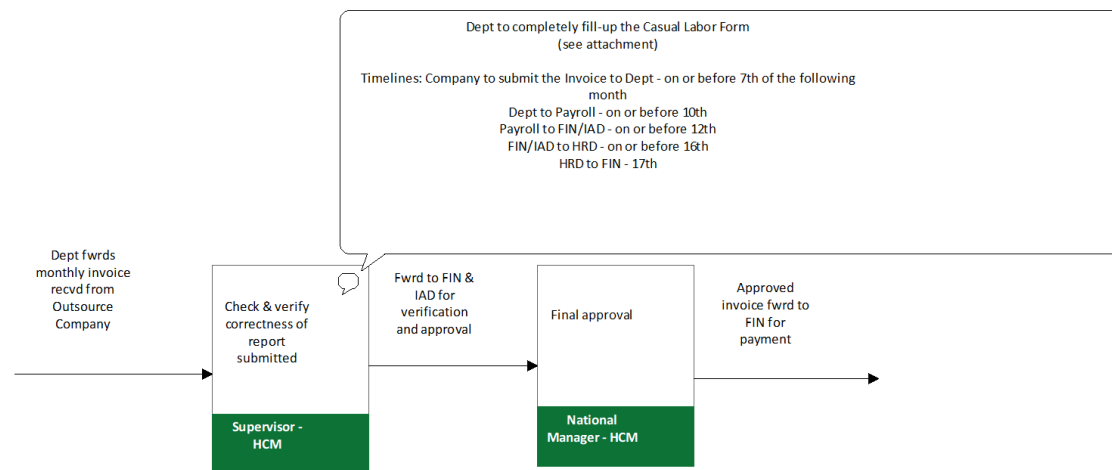 Dept to completely fill-up the Casual Labor Form
(see attachment)
Timelines: Company to submit the Invoice to Dept - on or before 7th of the following
month
Dept to Payroll - on or before 10th
Payroll to FIN/IAD - on or before 12th
FIN/IAD to HRD - on or before 16th
HRD to FIN - 17th
Dept fwrds
monthly invoice
recvd from
Outsource
Company
Check & verify
correctness of
report
submitted
Supervisor -
HCM
Fwrd to FIN &
IAD for
verification
and approval
Final approval
National
Manager - HCM
Approved
invoice fwrd to
FIN for
payment